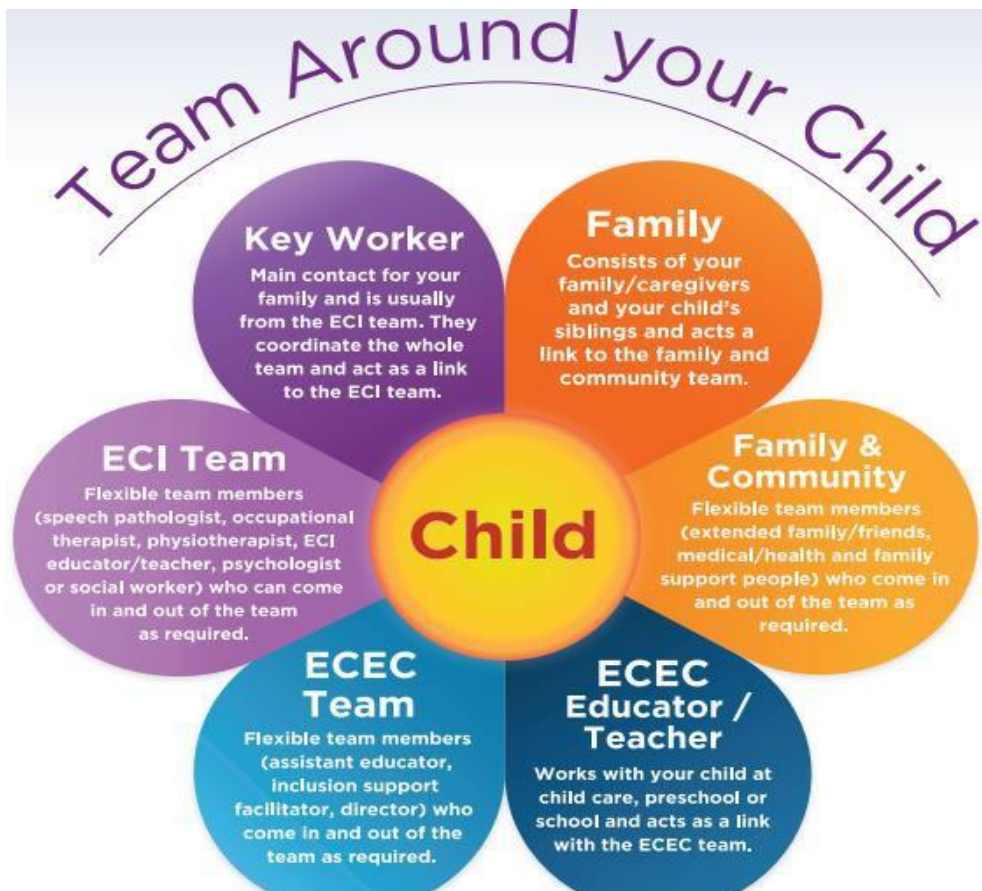 Team Around your Child
Key Worker
Main contact for your
family and is usually
from the ECI team. They
coordinate the whole
team and act as a link
to the ECI team.
Family
Consists of your
family/caregivers
and your child's
siblings and acts a
link to the family and
community team.
ECI Team
Flexible team members
(speech pathologist, occupational
therapist, physiotherapist, ECI
educator/teacher, psychologist
or social worker) who can come
in and out of the team
as required.
Child
Family &
Community
Flexible team members
(extended family/friends,
medical/health and family
support people) who come in
and out of the team as
required.
ECEC
Team
Flexible team members
(assistant educator,
inclusion support
facilitator, director) who
come in and out of the
team as required.
ECEC
Educator /
Teacher
Works with your child at
child care, preschool or
school and acts as a link
with the ECEC team.